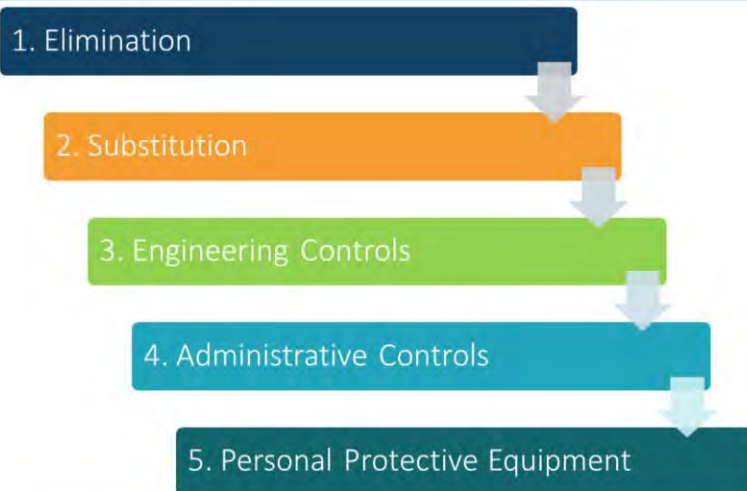 1. Elimination
2. Substitution
3. Engineering Controls
4. Administrative Controls
5. Personal Protective Equipment